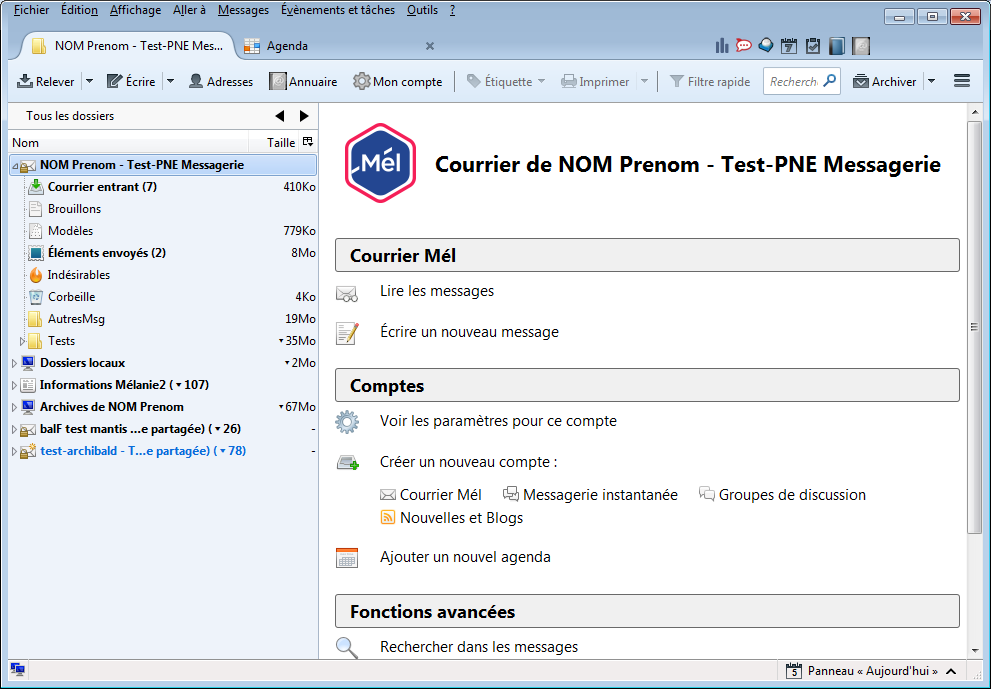 Fichier Édition Affichage Aller à Messages Évènements et tâches Outils ?
NOM Prenom - Test-PNE Mes... Agenda
7
Relever Écrire Adresses Annuaire Mon compte Étiquette Imprimer Filtre rapide Recherch Archiver
Tous les dossiers
Nom Taille
NOM Prenom - Test-PNE Messagerie
Courrier entrant (7) 410Ko
Brouillons
Modèles 779Ko
Éléments envoyés (2) 8Mo
Indésirables
Corbeille 4Ko
AutresMsg 19Mo
Tests 35Mo
Dossiers locaux 2Mo
Informations Mélanie2 (▾ 107)
Archives de NOM Prenom 67Mo
balF test mantis ...e partagée) (▾ 26) -
test-archibald - T...e partagée) (▾ 78) -
Mél
Courrier de NOM Prenom - Test-PNE Messagerie
Courrier Mél
Lire les messages
Écrire un nouveau message
Comptes
Voir les paramètres pour ce compte
Créer un nouveau compte :
Courrier Mél Messagerie instantanée Groupes de discussion
Nouvelles et Blogs
Ajouter un nouvel agenda
Fonctions avancées
Rechercher dans les messages
5 Panneau « Aujourd'hui »